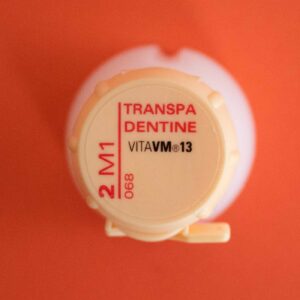 TRANSPA
DENTINE
VITAVM®13
2 M1
068